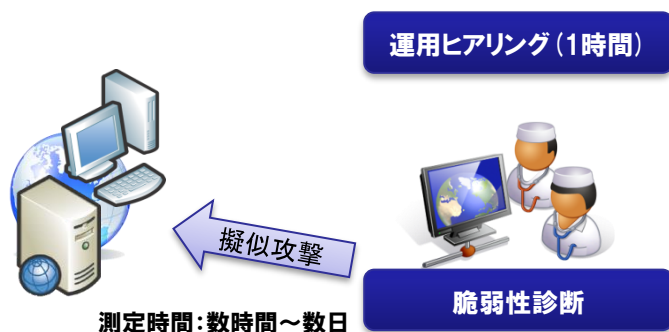 運用ヒアリング（1時間）
擬似攻撃
脆弱性診断
測定時間：数時間～数日